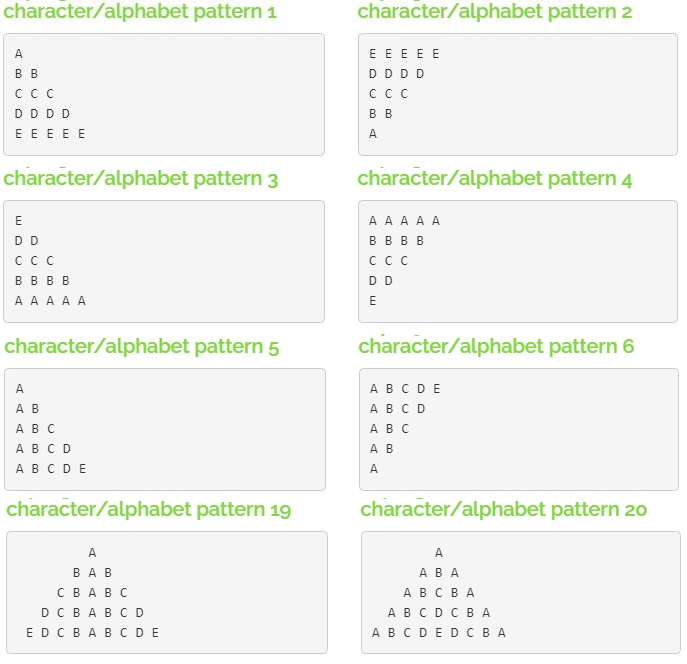 character/alphabet pattern 1
A
B B
C C C
D D D D
E E E E E
character/alphabet pattern 2
E E E E E
D D D D
C C C
B B
A
character/alphabet pattern 3
E
D D
C C C
B B B B
A A A A A
character/alphabet pattern 4
A A A A A
B B B B
C C C
D D
E
character/alphabet pattern 5
A
A B
A B C
A B C D
A B C D E
character/alphabet pattern 6
A B C D E
A B C D
A B C
A B
A
character/alphabet pattern 19
A
B A B
C B A B C
D C B A B C D
E D C B A B C D E
character/alphabet pattern 20
A
A B A
A B C B A
A B C D C B A
A B C D E D C B A